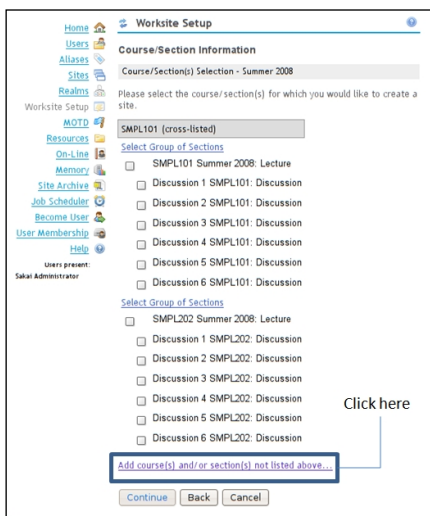 Home
Users
Aliases
Sites
Realms
Worksite Setup
MOTD
Resources
On-Line
Memory
Site Archive
Job Scheduler
Become User
User Membership
Help
Users present:
Sakai Administrator
Worksite Setup
Course/Section Information
Course/Section(s) Selection - Summer 2008
Please select the course/section(s) for which you would like to create a
site.
SMPL101 (cross-listed)
Select Group of Sections
SMPL101 Summer 2008: Lecture
Discussion 1 SMPL101: Discussion
Discussion 2 SMPL101: Discussion
Discussion 3 SMPL101: Discussion
Discussion 4 SMPL101: Discussion
Discussion 5 SMPL101: Discussion
Discussion 6 SMPL101: Discussion
Select Group of Sections
SMPL202 Summer 2008: Lecture
Discussion 1 SMPL202: Discussion
Discussion 2 SMPL202: Discussion
Discussion 3 SMPL202: Discussion
Discussion 4 SMPL202: Discussion
Discussion 5 SMPL202: Discussion
Discussion 6 SMPL202: Discussion
Click here
Add course(s) and/or section(s) not listed above...
Continue Back Cancel